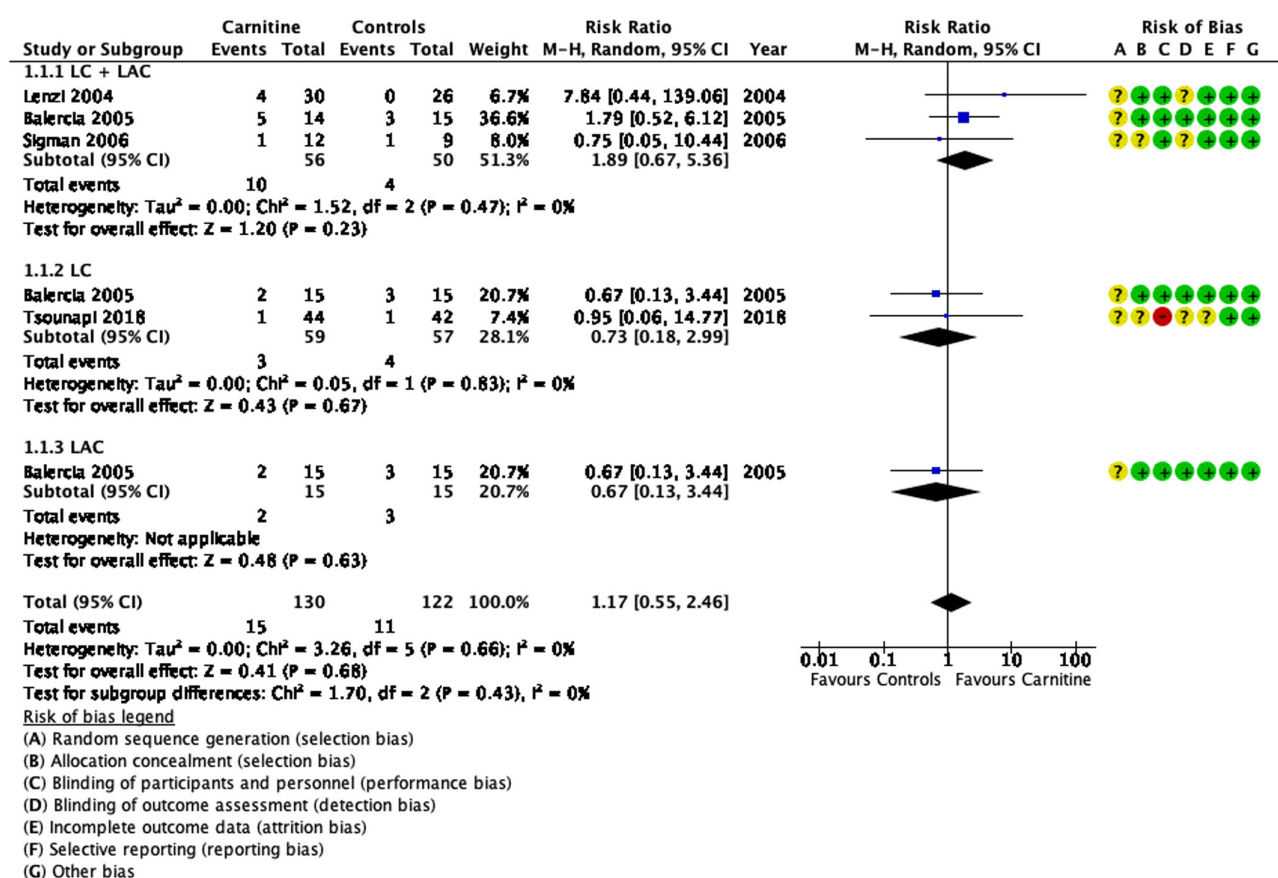 Carnitine Controls Risk Ratio Risk Ratio Risk of Bias
Study or Subgroup Events Total Events Total Weight M-H, Random, 95% CI Year M-H, Random, 95% CI A B C D E F G
1.1.1 LC + LAC
Lenzi 2004 4 30 0 26 6.7% 7.84 [0.44, 139.06] 2004 ? + + ? + + +
Balercia 2005 5 14 3 15 36.6% 1.79 [0.52, 6.12] 2005 ? + + + + + +
Sigman 2006 1 12 1 9 8.0% 0.75 [0.05, 10.44] 2006 ? ? + ? + + +
Subtotal (95% CI) 56 50 51.3% 1.89 [0.67, 5.36]
Total events 10 4
Heterogeneity: Tau² = 0.00; Chi² = 1.52, df = 2 (P = 0.47); I² = 0%
Test for overall effect: Z = 1.20 (P = 0.23)
1.1.2 LC
Balercia 2005 2 15 3 15 20.7% 0.67 [0.13, 3.44] 2005 ? + + + + + +
Tsounapi 2018 1 44 1 42 7.4% 0.95 [0.06, 14.77] 2018 ? ? - ? ? + +
Subtotal (95% CI) 59 57 28.1% 0.73 [0.18, 2.99]
Total events 3 4
Heterogeneity: Tau² = 0.00; Chi² = 0.05, df = 1 (P = 0.83); I² = 0%
Test for overall effect: Z = 0.43 (P = 0.67)
1.1.3 LAC
Balercia 2005 2 15 3 15 20.7% 0.67 [0.13, 3.44] 2005 ? + + + + + +
Subtotal (95% CI) 15 15 20.7% 0.67 [0.13, 3.44]
Total events 2 3
Heterogeneity: Not applicable
Test for overall effect: Z = 0.48 (P = 0.63)
Total (95% CI) 130 122 100.0% 1.17 [0.55, 2.46]
Total events 15 11
Heterogeneity: Tau² = 0.00; Chi² = 3.26, df = 5 (P = 0.66); I² = 0%
Test for overall effect: Z = 0.41 (P = 0.68)
Test for subgroup differences: Chi² = 1.70, df = 2 (P = 0.43), I² = 0%
0.01 0.1 1 10 100
Favours Controls Favours Carnitine
Risk of bias legend
(A) Random sequence generation (selection bias)
(B) Allocation concealment (selection bias)
(C) Blinding of participants and personnel (performance bias)
(D) Blinding of outcome assessment (detection bias)
(E) Incomplete outcome data (attrition bias)
(F) Selective reporting (reporting bias)
(G) Other bias